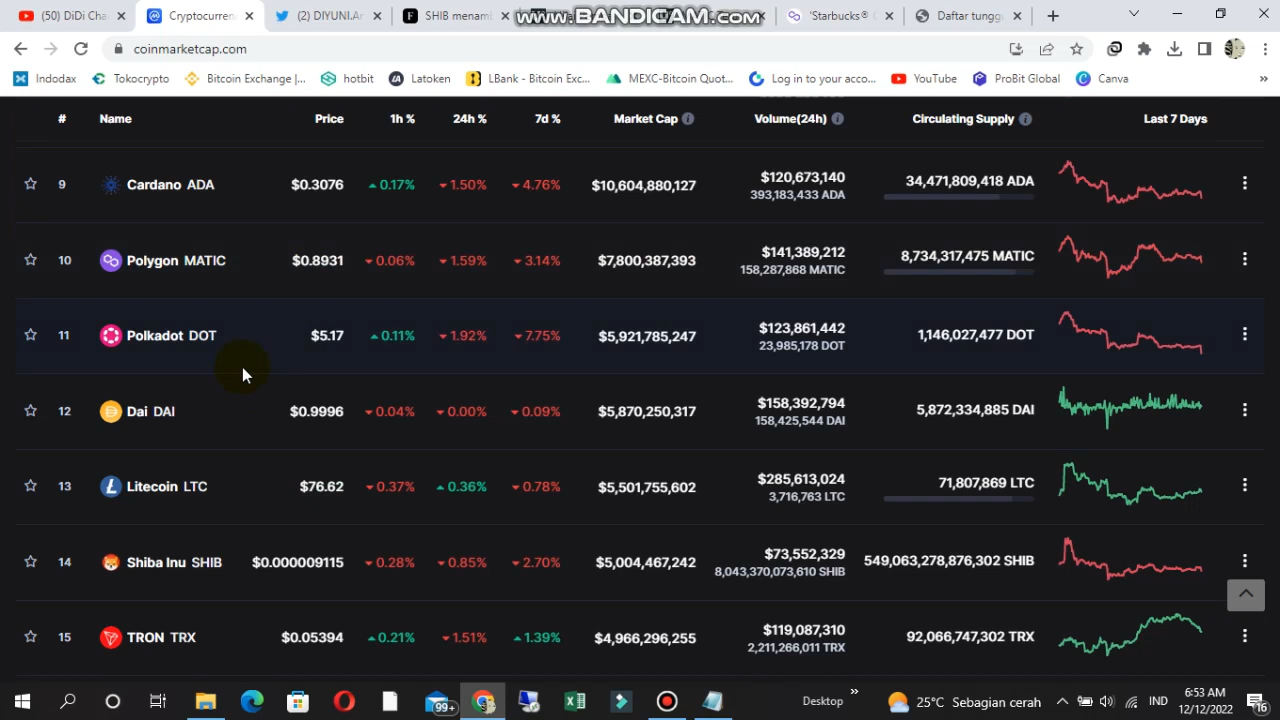 (50) DiDi Cha
Cryptocurren
(2) DIYUNI.Ar
SHIB menamb
www.BANDICAM.com
'Starbucks®
Daftar tungg
coinmarketcap.com
Indodax
Tokocrypto
Bitcoin Exchange |...
hotbit
Latoken
LBank - Bitcoin Exc...
MEXC-Bitcoin Quot...
Log in to your acco...
YouTube
ProBit Global
Canva
»
# Name Price 1h % 24h % 7d % Market Cap Volume(24h) Circulating Supply Last 7 Days
9 Cardano ADA $0.3076 0.17% 1.50% 4.76% $10,604,880,127 $120,673,140 34,471,809,418 ADA
393,183,433 ADA
10 Polygon MATIC $0.8931 0.06% 1.59% 3.14% $7,800,387,393 $141,389,212 8,734,317,475 MATIC
158,287,868 MATIC
11 Polkadot DOT $5.17 0.11% 1.92% 7.75% $5,921,785,247 $123,861,442 1,146,027,477 DOT
23,985,178 DOT
12 Dai DAI $0.9996 0.04% 0.00% 0.09% $5,870,250,317 $158,392,794 5,872,334,885 DAI
158,425,544 DAI
13 Litecoin LTC $76.62 0.37% 0.36% 0.78% $5,501,755,602 $285,613,024 71,807,869 LTC
3,716,763 LTC
14 Shiba Inu SHIB $0.000009115 0.28% 0.85% 2.70% $5,004,467,242 $73,552,329 549,063,278,876,302 SHIB
8,043,370,073,610 SHIB
15 TRON TRX $0.05394 0.21% 1.51% 1.39% $4,966,296,255 $119,087,310 92,066,747,302 TRX
2,211,266,011 TRX
99+
Desktop
»
25°C Sebagian cerah
IND
6:53 AM
12/12/2022
16